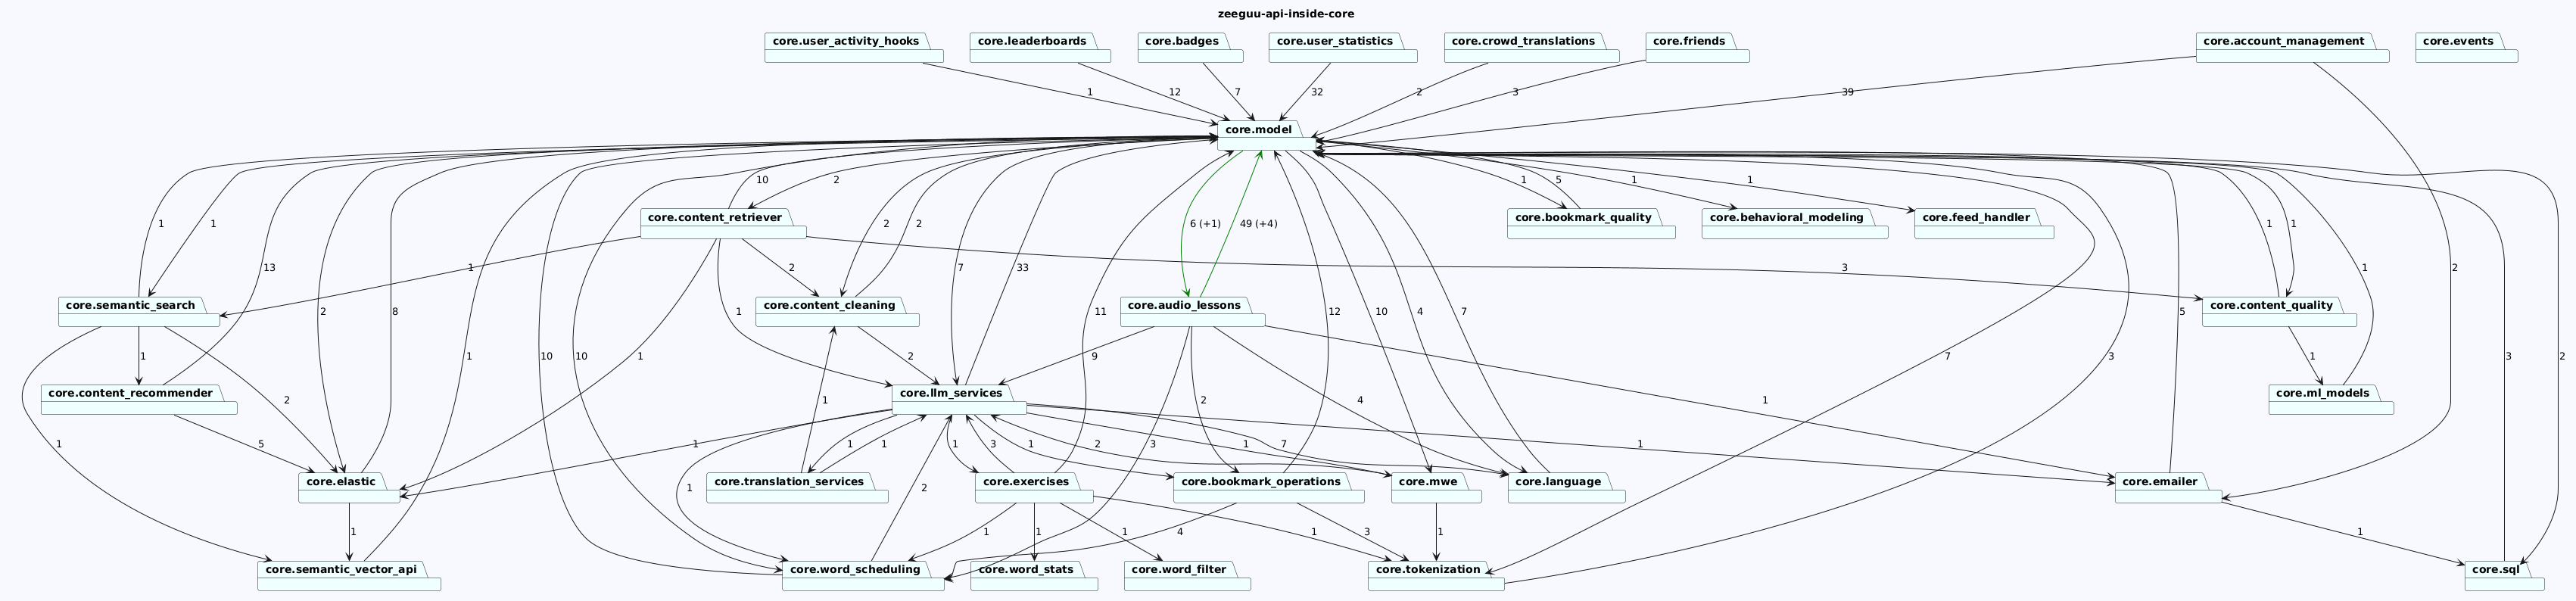 zeeguu-api-inside-core
core.user_activity_hooks
core.leaderboards
core.badges
core.user_statistics
core.crowd_translations
core.friends
core.account_management
core.events
1
12
7
32
2
3
39
core.model
1
1
10
2
2
2
7
33
6 (+1)
49 (+4)
10
4
7
1
5
1
1
1
1
core.content_retriever
core.bookmark_quality
core.behavioral_modeling
core.feed_handler
1
13
2
8
1
2
3
1
2
core.semantic_search
core.content_cleaning
core.audio_lessons
core.content_quality
1
1
2
1
1
10
10
1
2
9
11
2
3
12
4
1
7
3
5
1
3
2
core.content_recommender
core.llm_services
core.ml_models
5
1
1
1
1
3
1
2
1
7
1
core.elastic
core.translation_services
core.exercises
core.bookmark_operations
core.mwe
core.language
core.emailer
1
1
2
1
1
1
4
1
3
1
1
core.semantic_vector_api
core.word_scheduling
core.word_stats
core.word_filter
core.tokenization
core.sql